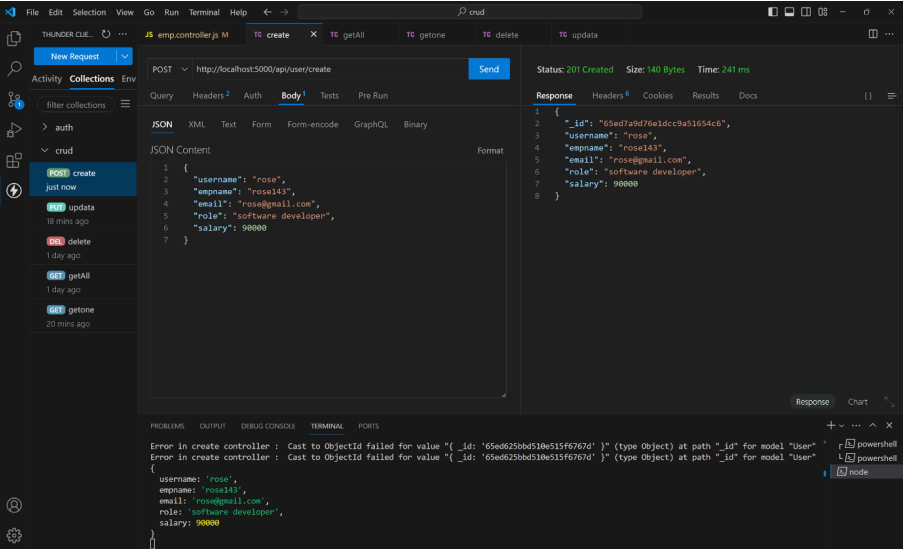 File Edit Selection View Go Run Terminal Help
crud
THUNDER CLIE...
JS emp.controller.js M
TC create
TC getAll
TC getone
TC delete
TC updata
New Request
Activity Collections Env
filter collections
auth
crud
POST create
just now
PUT updata
18 mins ago
DEL delete
1 day ago
GET getAll
1 day ago
GET getone
20 mins ago
POST http://localhost:5000/api/user/create Send
Query Headers 2 Auth Body 1 Tests Pre Run
JSON XML Text Form Form-encode GraphQL Binary
JSON Content Format
1 {
2 "username": "rose",
3 "empname": "rose143",
4 "email": "rose@gmail.com",
5 "role": "software developer",
6 "salary": 90000
7 }
Status: 201 Created Size: 140 Bytes Time: 241 ms
Response Headers 6 Cookies Results Docs {}
1 {
2 "_id": "65ed7a9d76e1dcc9a51654c6",
3 "username": "rose",
4 "empname": "rose143",
5 "email": "rose@gmail.com",
6 "role": "software developer",
7 "salary": 90000
8 }
Response Chart
PROBLEMS OUTPUT DEBUG CONSOLE TERMINAL PORTS
Error in create controller : Cast to ObjectId failed for value "{ _id: '65ed625bbd510e515f6767d' }" (type Object) at path "_id" for model "User"
Error in create controller : Cast to ObjectId failed for value "{ _id: '65ed625bbd510e515f6767d' }" (type Object) at path "_id" for model "User"
{
username: 'rose',
empname: 'rose143',
email: 'rose@gmail.com',
role: 'software developer',
salary: 90000
}
powershell
powershell
node